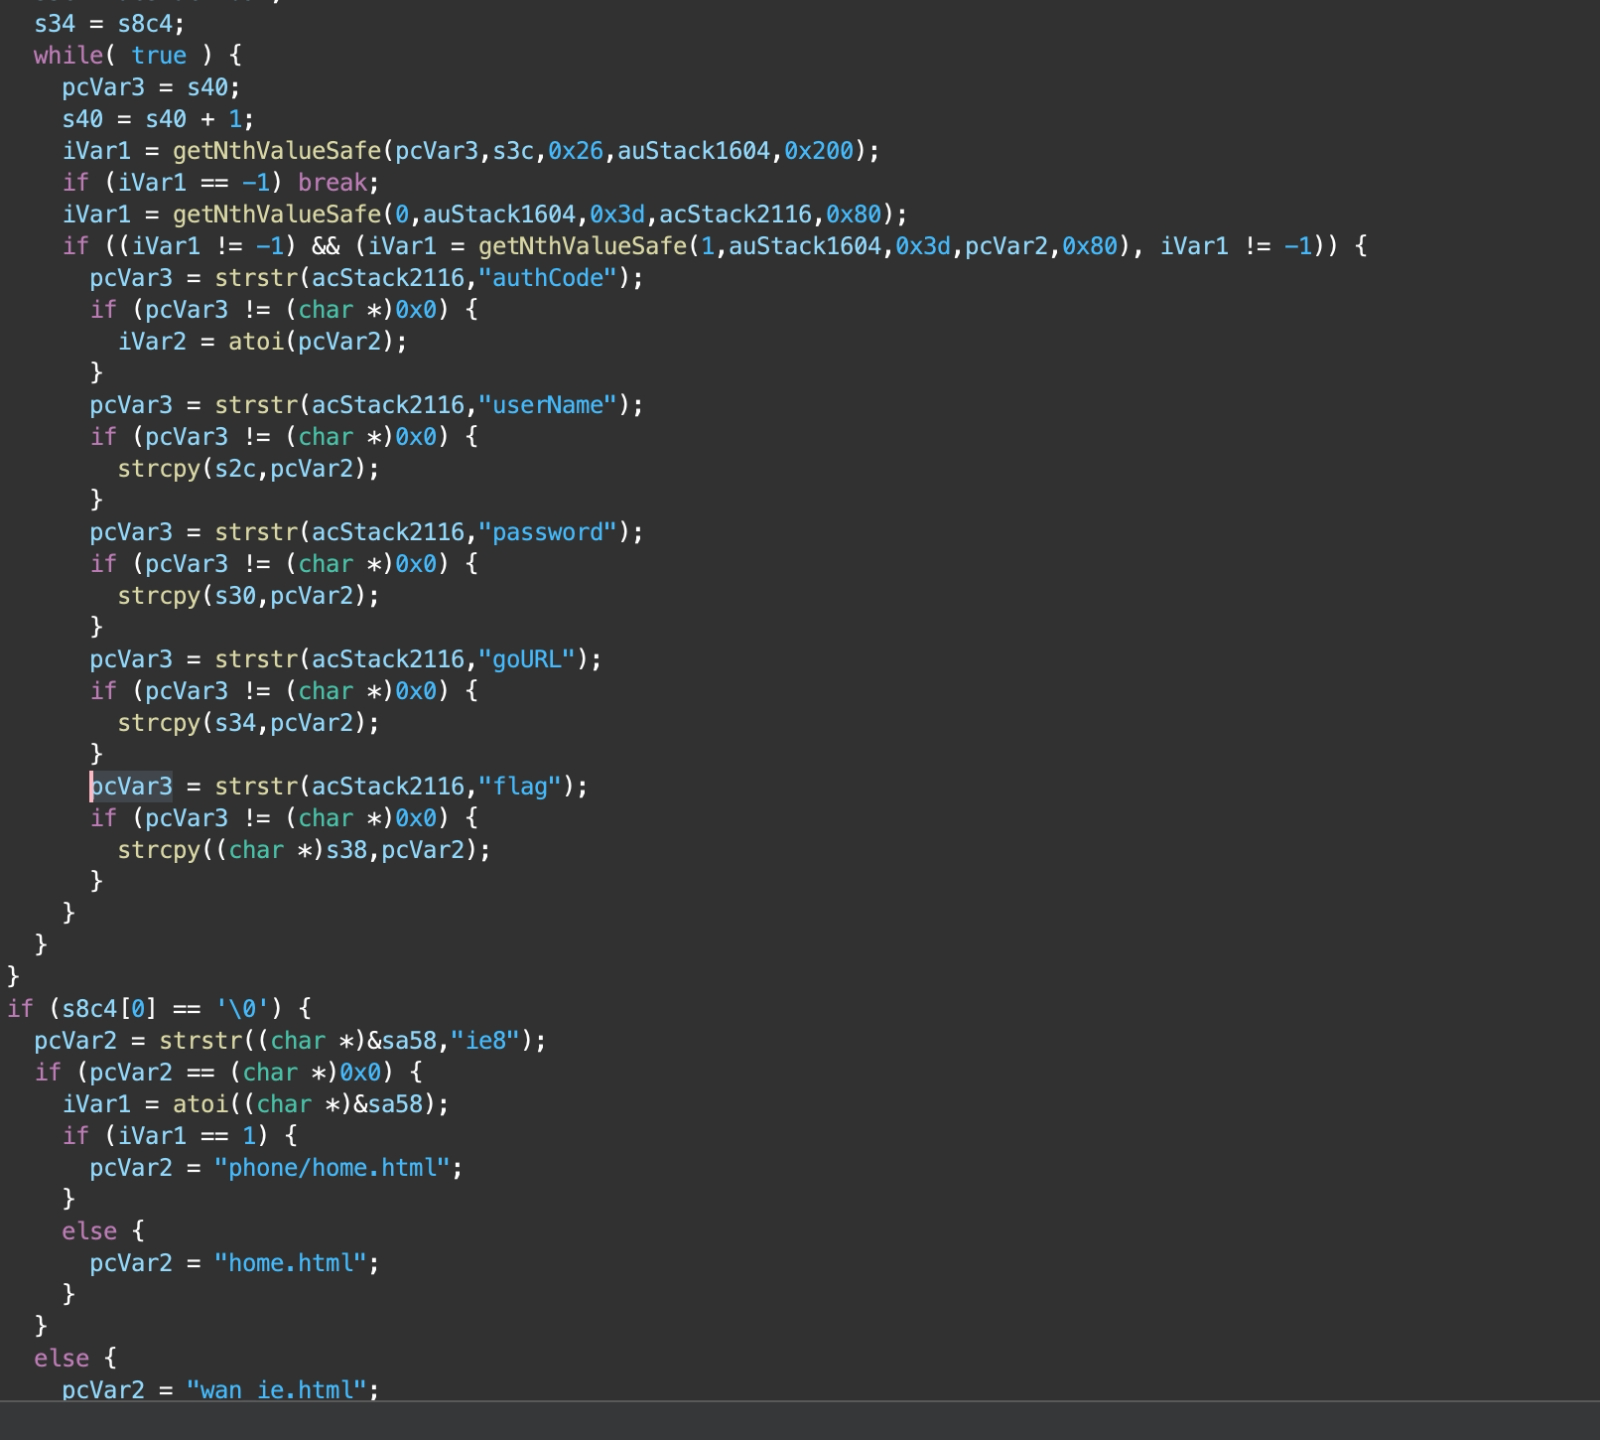 s34 = s8c4;
while( true ) {
pcVar3 = s40;
s40 = s40 + 1;
iVar1 = getNthValueSafe(pcVar3,s3c,0x26,auStack1604,0x200);
if (iVar1 == -1) break;
iVar1 = getNthValueSafe(0,auStack1604,0x3d,acStack2116,0x80);
if ((iVar1 != -1) && (iVar1 = getNthValueSafe(1,auStack1604,0x3d,pcVar2,0x80), iVar1 != -1)) {
pcVar3 = strstr(acStack2116,"authCode");
if (pcVar3 != (char *)0x0) {
iVar2 = atoi(pcVar2);
}
pcVar3 = strstr(acStack2116,"userName");
if (pcVar3 != (char *)0x0) {
strcpy(s2c,pcVar2);
}
pcVar3 = strstr(acStack2116,"password");
if (pcVar3 != (char *)0x0) {
strcpy(s30,pcVar2);
}
pcVar3 = strstr(acStack2116,"goURL");
if (pcVar3 != (char *)0x0) {
strcpy(s34,pcVar2);
}
pcVar3 = strstr(acStack2116,"flag");
if (pcVar3 != (char *)0x0) {
strcpy((char *)s38,pcVar2);
}
}
}
}
if (s8c4[0] == '\0') {
pcVar2 = strstr((char *)&sa58,"ie8");
if (pcVar2 == (char *)0x0) {
iVar1 = atoi((char *)&sa58);
if (iVar1 == 1) {
pcVar2 = "phone/home.html";
}
else {
pcVar2 = "home.html";
}
}
else {
pcVar2 = "wan_ie.html";